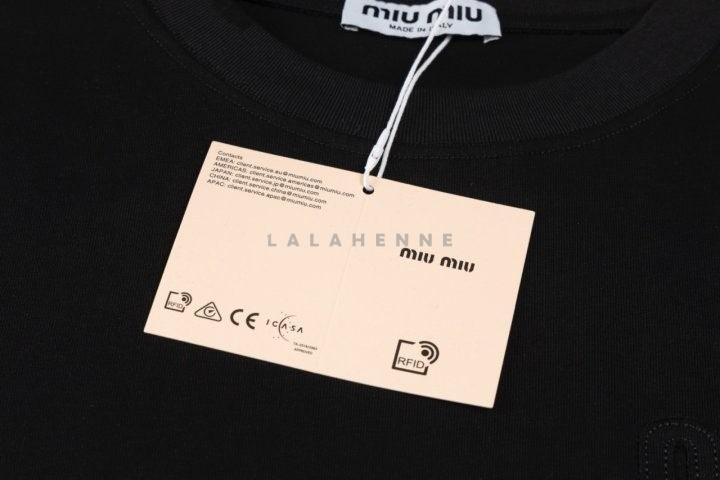 miu miu
MADE IN ITALY
Contacts
EMEA: client.service.eu@miumiu.com
AMERICAS: client.service.americas@miumiu.com
JAPAN: client.service.jp@miumiu.com
CHINA: client.service.china@miumiu.com
APAC: client.service.apac@miumiu.com
LALAHENNE
miu miu
RFID
CE
ICASA
APPROVED
RFID